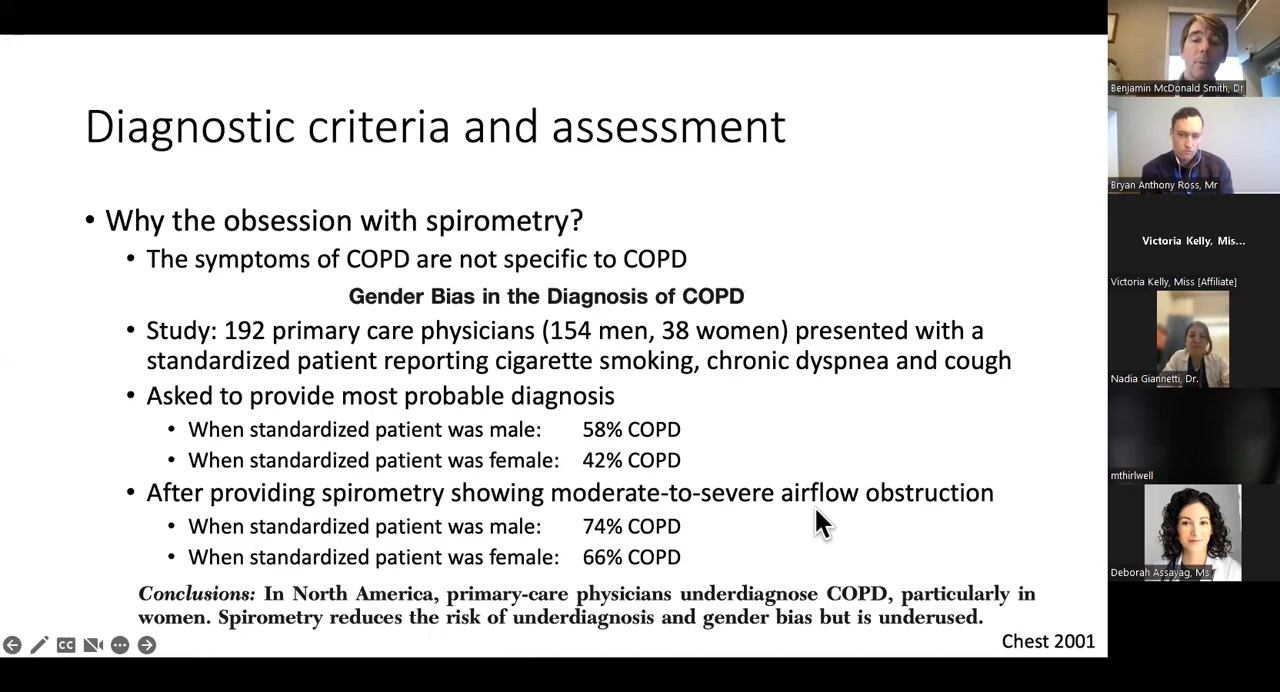 Diagnostic criteria and assessment
• Why the obsession with spirometry?
• The symptoms of COPD are not specific to COPD
Gender Bias in the Diagnosis of COPD
• Study: 192 primary care physicians (154 men, 38 women) presented with a
standardized patient reporting cigarette smoking, chronic dyspnea and cough
• Asked to provide most probable diagnosis
• When standardized patient was male: 58% COPD
• When standardized patient was female: 42% COPD
• After providing spirometry showing moderate-to-severe airflow obstruction
• When standardized patient was male: 74% COPD
• When standardized patient was female: 66% COPD
Conclusions: In North America, primary-care physicians underdiagnose COPD, particularly in
women. Spirometry reduces the risk of underdiagnosis and gender bias but is underused.
Chest 2001
CC
Benjamin McDonald Smith, Dr
Bryan Anthony Ross, Mr
Victoria Kelly, Mis...
Victoria Kelly, Miss [Affiliate]
Nadia Giannetti, Dr.
mthirlwell
Deborah Assayag, Ms